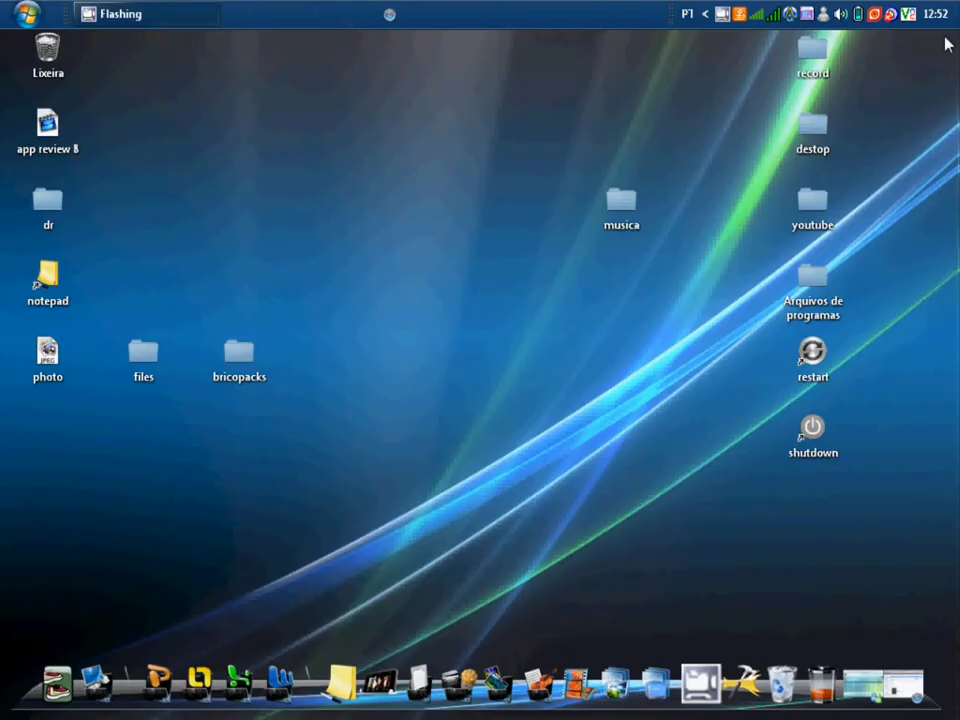 Flashing
PT
12:52
Lixeira
record
app review 8
destop
dr
musica
youtube
notepad
Arquivos de
programas
photo
files
bricopacks
restart
shutdown